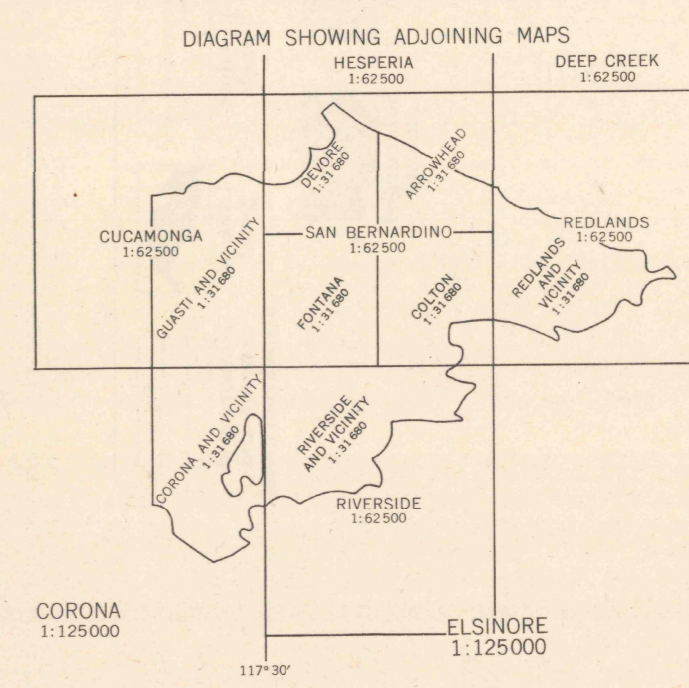 DIAGRAM SHOWING ADJOINING MAPS
HESPERIA
1:62500
DEEP CREEK
1:62500
DEVORE
1:31680
ARROWHEAD
1:31680
CUCAMONGA
1:62500
GUASTI AND VICINITY
1:31680
SAN BERNARDINO
1:62500
REDLANDS
1:62500
FONTANA
1:31680
COLTON
1:31680
REDLANDS
AND
VICINITY
1:31680
CORONA AND VICINITY
1:31680
RIVERSIDE
AND VICINITY
1:31680
RIVERSIDE
1:62500
CORONA
1:125000
ELSINORE
1:125000
117°30′